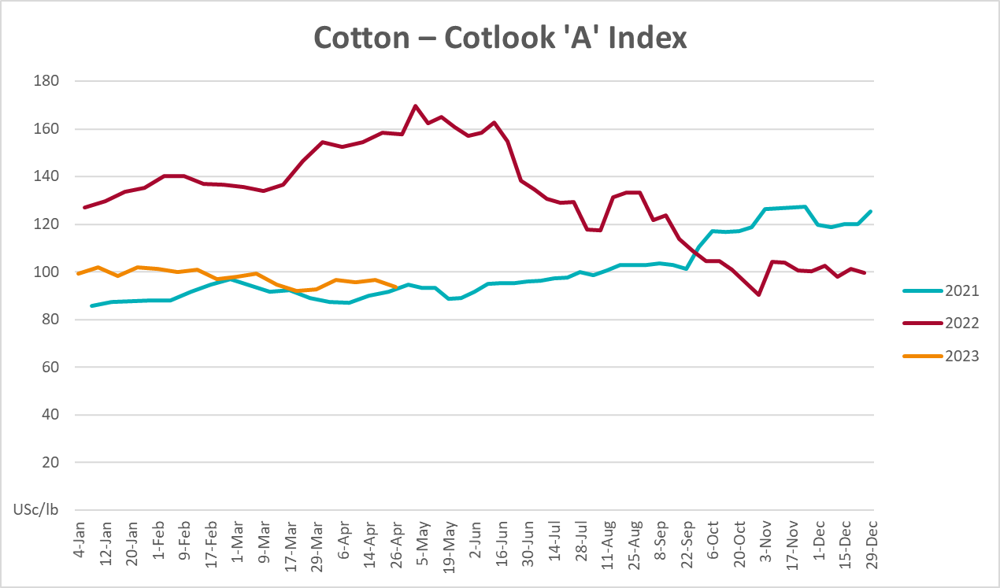 Cotton – Cotlook 'A' Index
180
160
140
120
100
80
60
40
20
USc/lb
4-Jan
12-Jan
20-Jan
1-Feb
9-Feb
17-Feb
1-Mar
9-Mar
17-Mar
29-Mar
6-Apr
14-Apr
26-Apr
5-May
19-May
2-Jun
16-Jun
30-Jun
14-Jul
28-Jul
11-Aug
25-Aug
8-Sep
22-Sep
6-Oct
20-Oct
3-Nov
17-Nov
1-Dec
15-Dec
29-Dec
2021
2022
2023